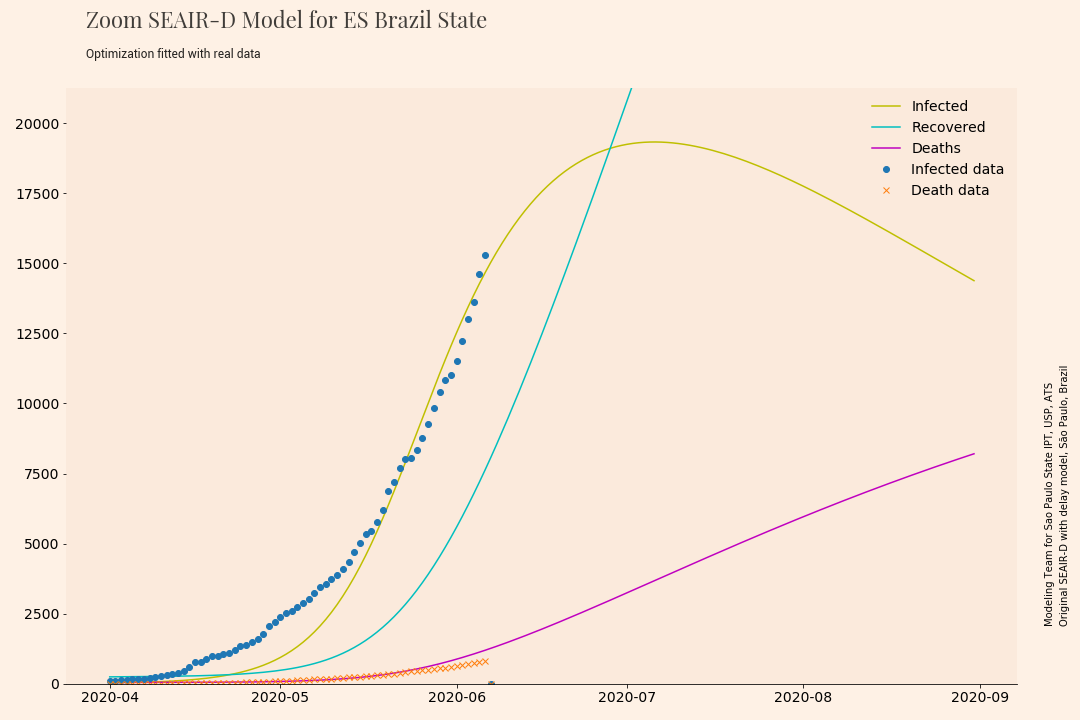 Zoom SEAIR-D Model for ES Brazil State
Optimization fitted with real data
20000
17500
15000
12500
10000
7500
5000
2500
0
2020-04
2020-05
2020-06
2020-07
2020-08
2020-09
Infected
Recovered
Deaths
Infected data
Death data
Modeling Team for Sao Paulo State IPT, USP, ATS
Original SEAIR-D with delay model, São Paulo, Brazil